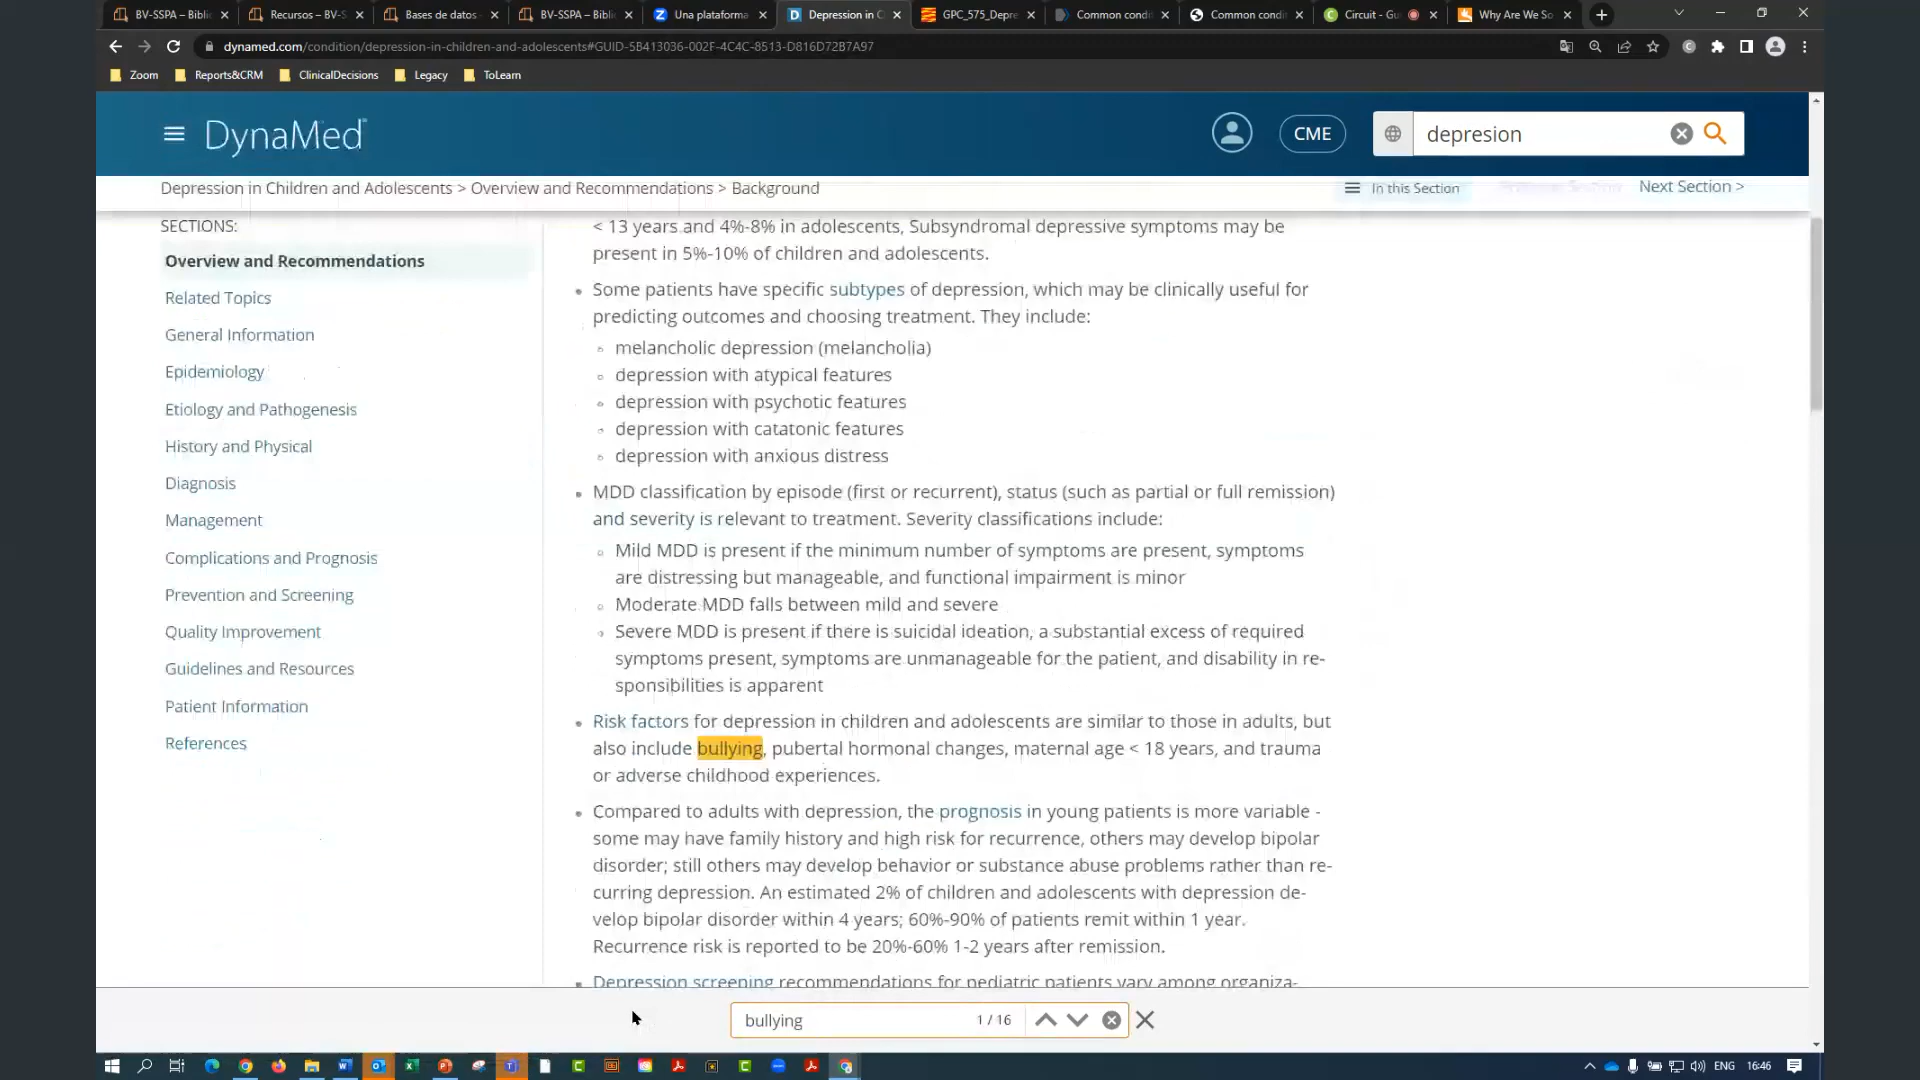 BV-SSPA – Biblio
Recursos – BV-S
Bases de datos -
BV-SSPA – Biblio
Una plataforma
Depression in C
GPC_575_Depre
Common condi
Common condi
Circuit - Gu
Why Are We So
dynamed.com/condition/depression-in-children-and-adolescents#GUID-5B413036-002F-4C4C-8513-D816D72B7A97
Zoom
Reports&CRM
ClinicalDecisions
Legacy
ToLearn
DynaMed
CME
depresion
Depression in Children and Adolescents > Overview and Recommendations > Background
In this Section
Next Section >
SECTIONS:
Overview and Recommendations
Related Topics
General Information
Epidemiology
Etiology and Pathogenesis
History and Physical
Diagnosis
Management
Complications and Prognosis
Prevention and Screening
Quality Improvement
Guidelines and Resources
Patient Information
References
< 13 years and 4%-8% in adolescents, Subsyndromal depressive symptoms may be
present in 5%-10% of children and adolescents.
Some patients have specific subtypes of depression, which may be clinically useful for
predicting outcomes and choosing treatment. They include:
melancholic depression (melancholia)
depression with atypical features
depression with psychotic features
depression with catatonic features
depression with anxious distress
MDD classification by episode (first or recurrent), status (such as partial or full remission)
and severity is relevant to treatment. Severity classifications include:
Mild MDD is present if the minimum number of symptoms are present, symptoms
are distressing but manageable, and functional impairment is minor
Moderate MDD falls between mild and severe
Severe MDD is present if there is suicidal ideation, a substantial excess of required
symptoms present, symptoms are unmanageable for the patient, and disability in re-
sponsibilities is apparent
Risk factors for depression in children and adolescents are similar to those in adults, but
also include bullying, pubertal hormonal changes, maternal age < 18 years, and trauma
or adverse childhood experiences.
Compared to adults with depression, the prognosis in young patients is more variable -
some may have family history and high risk for recurrence, others may develop bipolar
disorder; still others may develop behavior or substance abuse problems rather than re-
curring depression. An estimated 2% of children and adolescents with depression de-
velop bipolar disorder within 4 years; 60%-90% of patients remit within 1 year.
Recurrence risk is reported to be 20%-60% 1-2 years after remission.
Depression screening recommendations for pediatric patients vary among organiza-
bullying
1 / 16
ENG
16:46